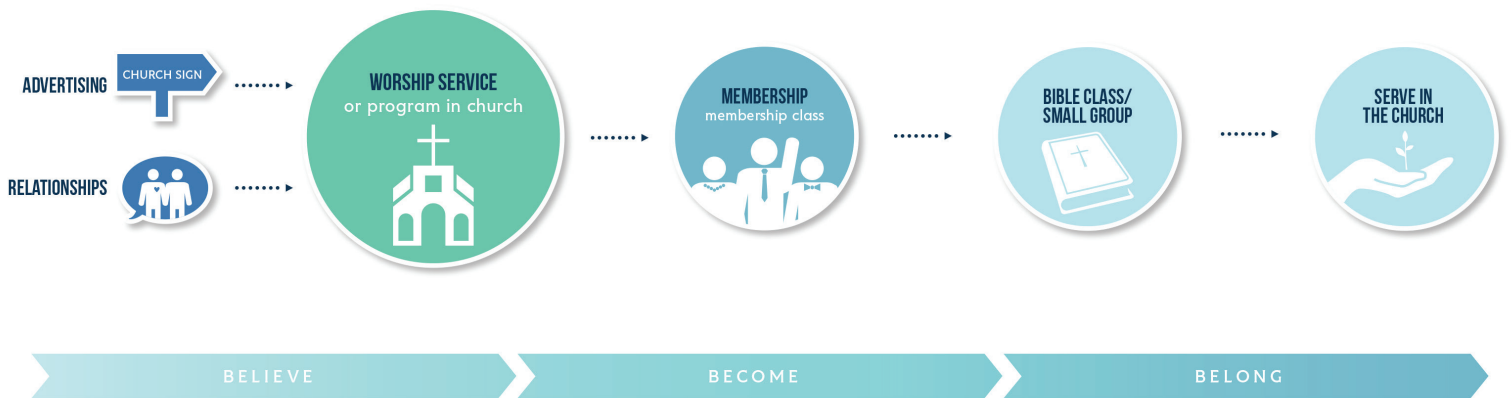 ADVERTISING
CHURCH SIGN
RELATIONSHIPS
WORSHIP SERVICE
or program in church
MEMBERSHIP
membership class
BIBLE CLASS/
SMALL GROUP
SERVE IN
THE CHURCH
BELIEVE
BECOME
BELONG